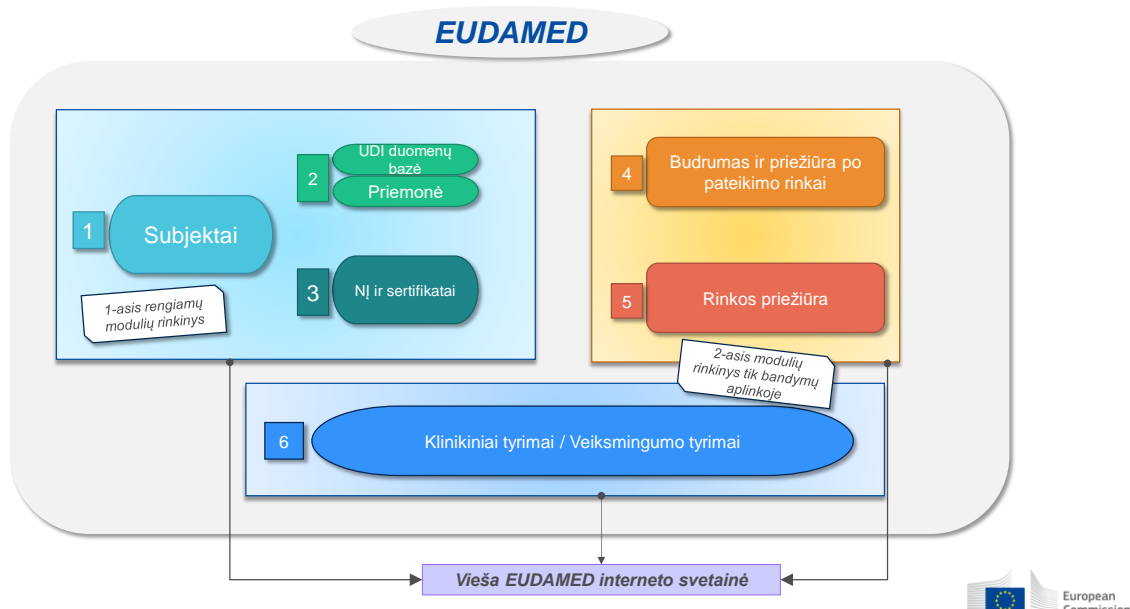 EUDAMED
1
Subjektai
2
UDI duomenų
bazė
Priemonė
3
NĮ ir sertifikatai
1-asis rengiamų
modulių rinkinys
4
Budrumas ir priežiūra po
pateikimo rinkai
5
Rinkos priežiūra
2-asis modulių
rinkinys tik bandymų
aplinkoje
6
Klinikiniai tyrimai / Veiksmingumo tyrimai
Vieša EUDAMED interneto svetainė
European
Commission